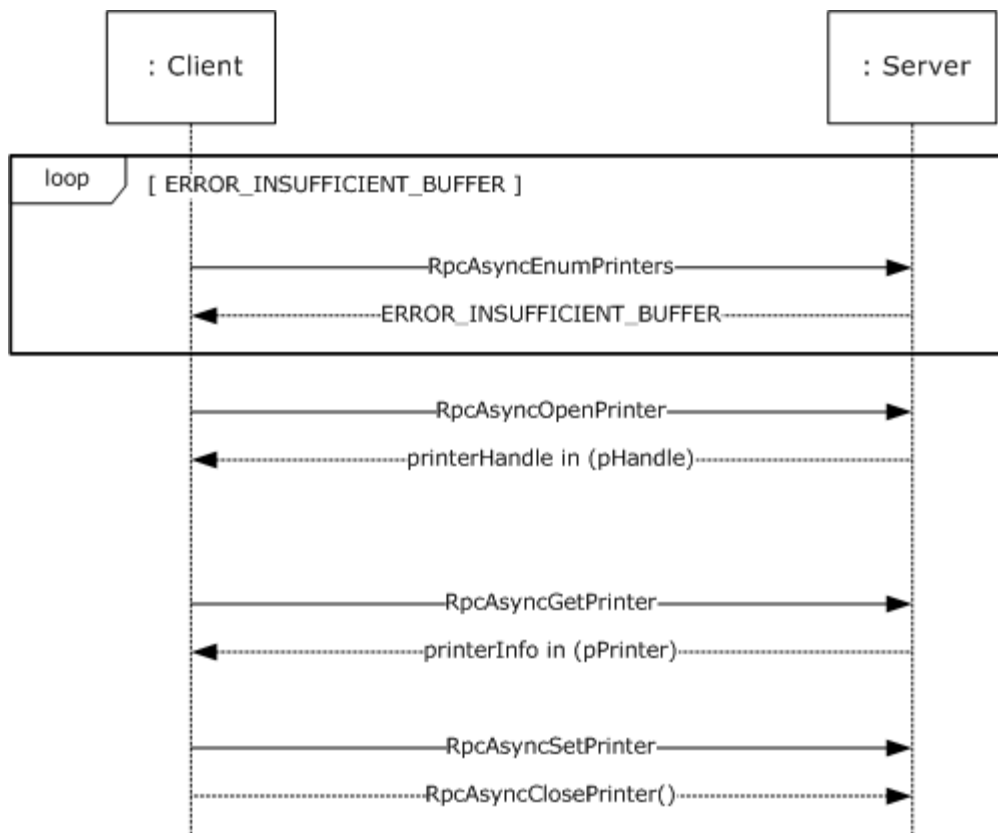 : Client
: Server
loop
[ ERROR_INSUFFICIENT_BUFFER ]
RpcAsyncEnumPrinters
ERROR_INSUFFICIENT_BUFFER
RpcAsyncOpenPrinter
printerHandle in (pHandle)
RpcAsyncGetPrinter
printerInfo in (pPrinter)
RpcAsyncSetPrinter
RpcAsyncClosePrinter()